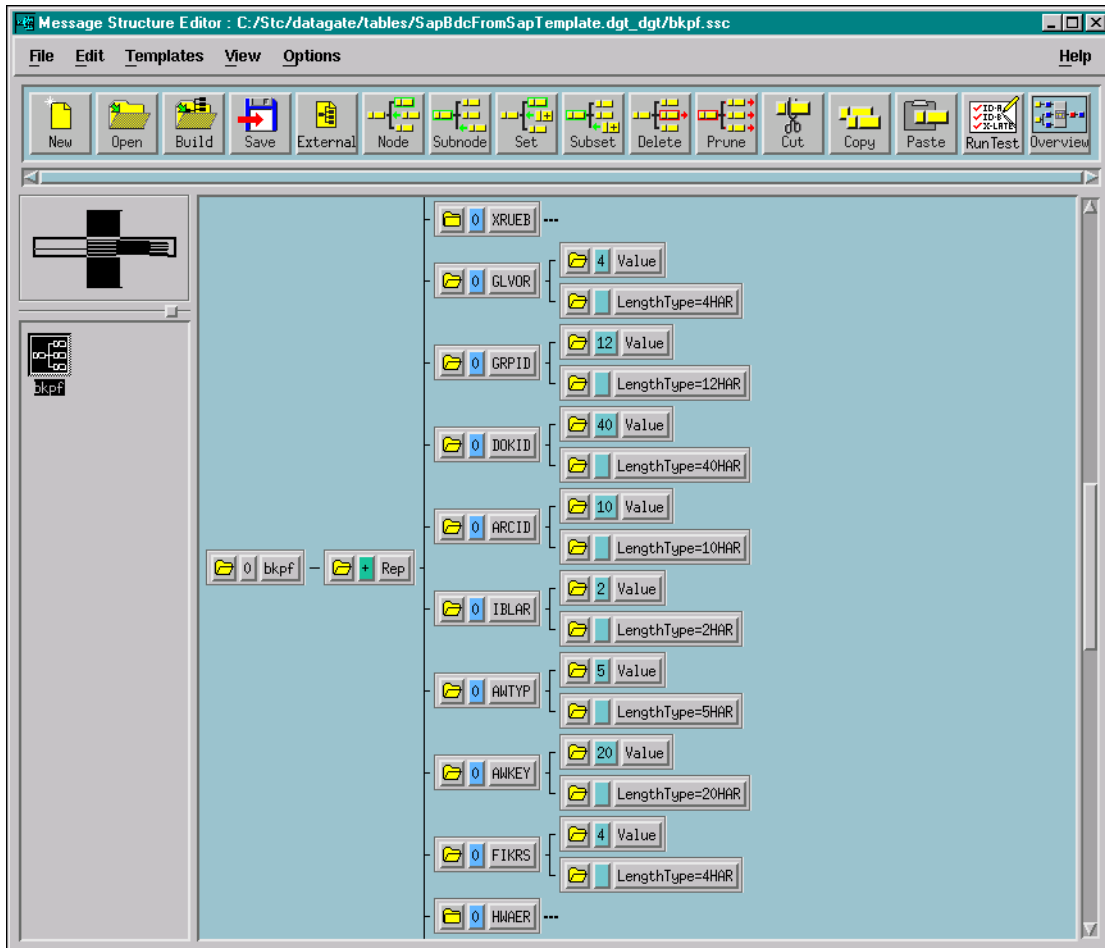 Message Structure Editor : C:/Stc/datagate/tables/SapBdcFromSapTemplate.dgt_dgt/bkpf.ssc
File Edit Templates View Options Help
New Open Build Save External Node Subnode Set Subset Delete Prune Cut Copy Paste RunTest Overview
ID-A
ID-B
X-LATE
bkpf
0 XRUEB ---
4 Value
0 GLVOR
LengthType=4HAR
12 Value
0 GRPID
LengthType=12HAR
40 Value
0 DOKID
LengthType=40HAR
10 Value
0 ARCID
LengthType=10HAR
0 bkpf
+ Rep
2 Value
0 IBLAR
LengthType=2HAR
5 Value
0 AWTYP
LengthType=5HAR
20 Value
0 AWKEY
LengthType=20HAR
4 Value
0 FIKRS
LengthType=4HAR
0 HWAER ---